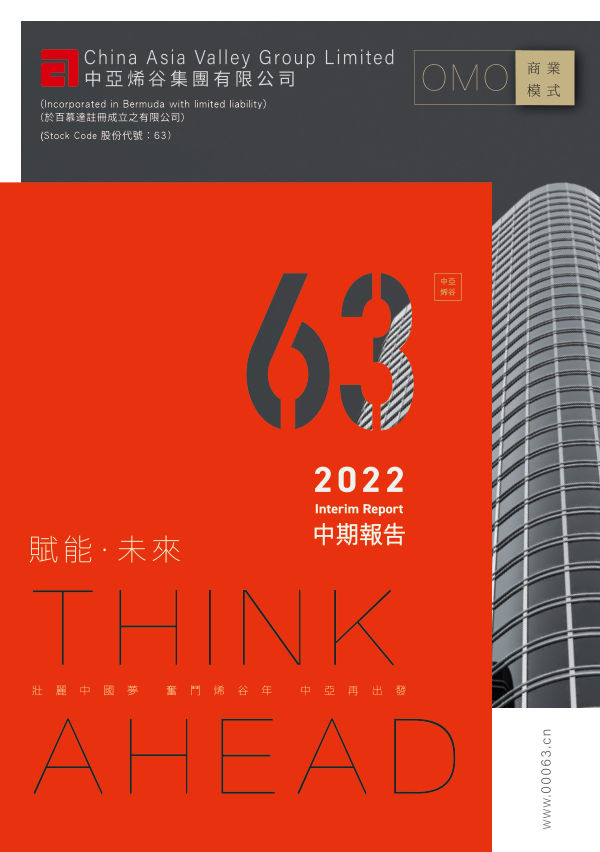 China Asia Valley Group Limited
中亞烯谷集團有限公司
(Incorporated in Bermuda with limited liability)
(於百慕達註冊成立之有限公司)
(Stock Code 股份代號：63)
OMO
商業
模式
63
中亞
烯谷
2022
Interim Report
中期報告
賦能·未來
THINK
壯麗中國夢 奮鬥烯谷年 中亞再出發
AHEAD
www.00063.cn